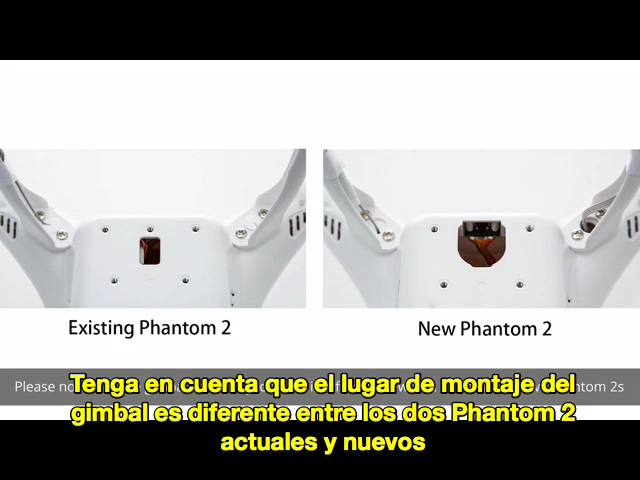 Existing Phantom 2
New Phantom 2
Please no
2s
Tenga en cuenta que el lugar de montaje del
gimbal es diferente entre los dos Phantom 2
actuales y nuevos